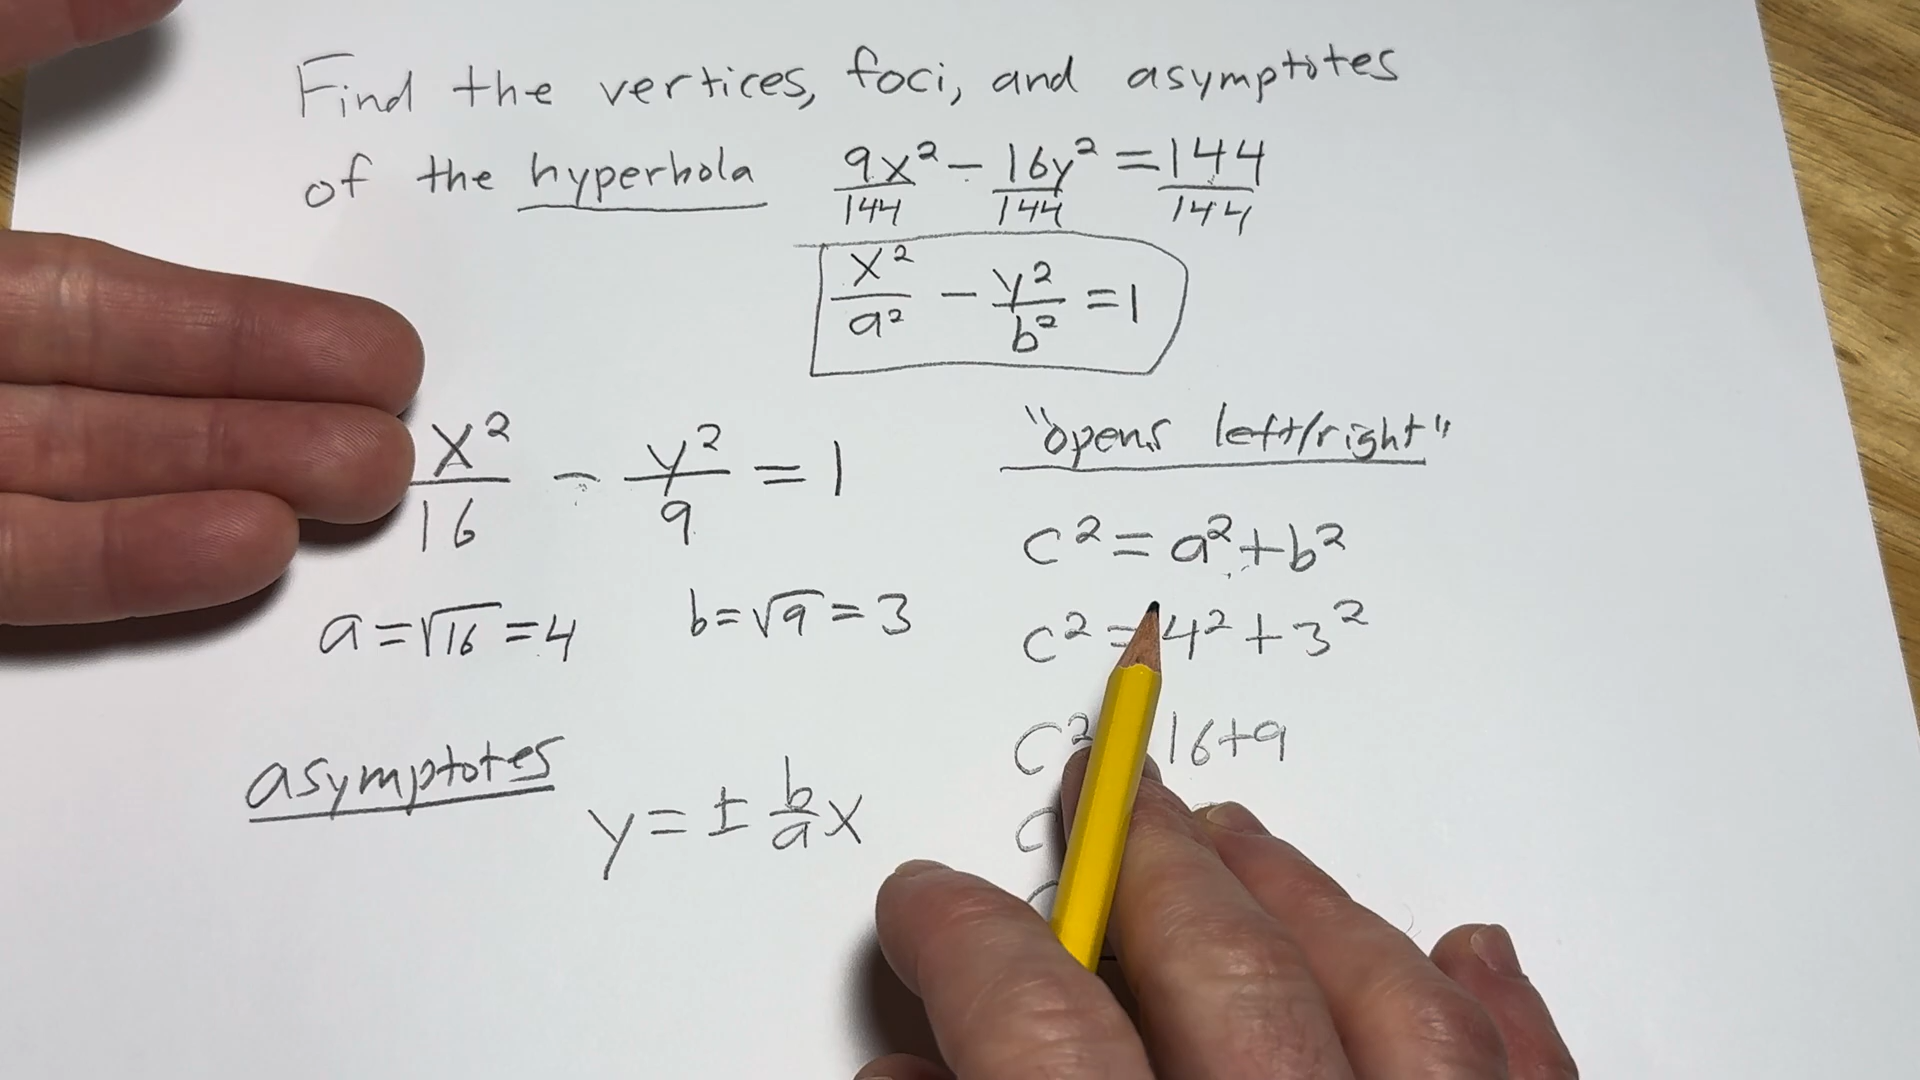 Find the vertices, foci, and asymptotes
of the hyperbola 9x²/144 - 16y²/144 = 144/144
x²/a² - y²/b² = 1
x²/16 - y²/9 = 1
a = √16 = 4
b = √9 = 3
asymptotes
y = ± b/a x
"opens left/right"
c² = a² + b²
c² = 4² + 3²
c² 16+9
c